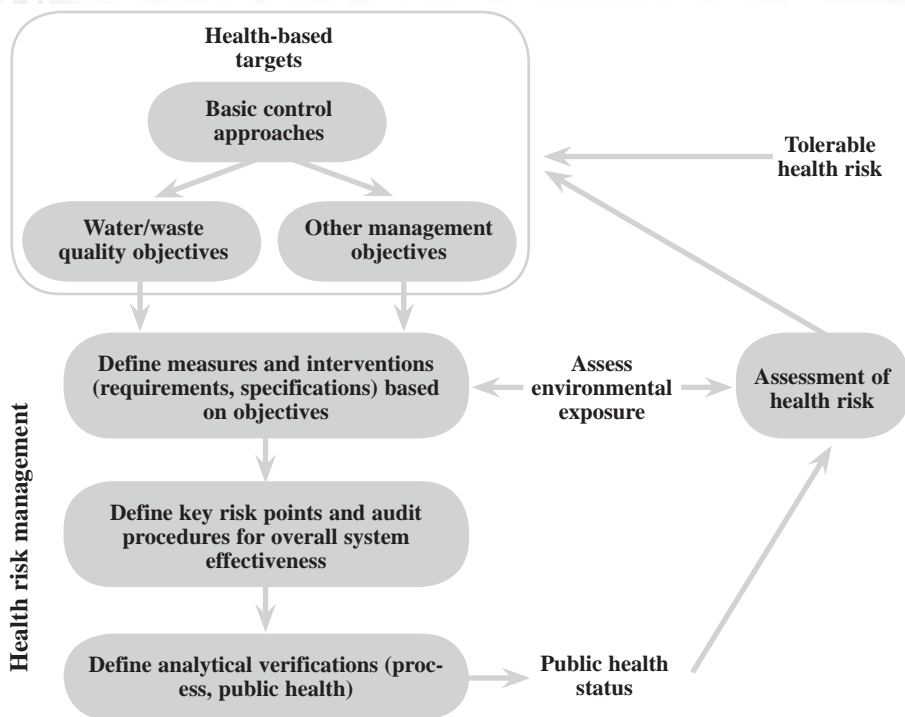 Health-based
targets
Basic control
approaches
Tolerable
health risk
Water/waste
quality objectives
Other management
objectives
Define measures and interventions
(requirements, specifications) based
on objectives
Assess
environmental
exposure
Assessment of
health risk
Health risk management
Define key risk points and audit
procedures for overall system
effectiveness
Define analytical verifications (proc-
ess, public health)
Public health
status